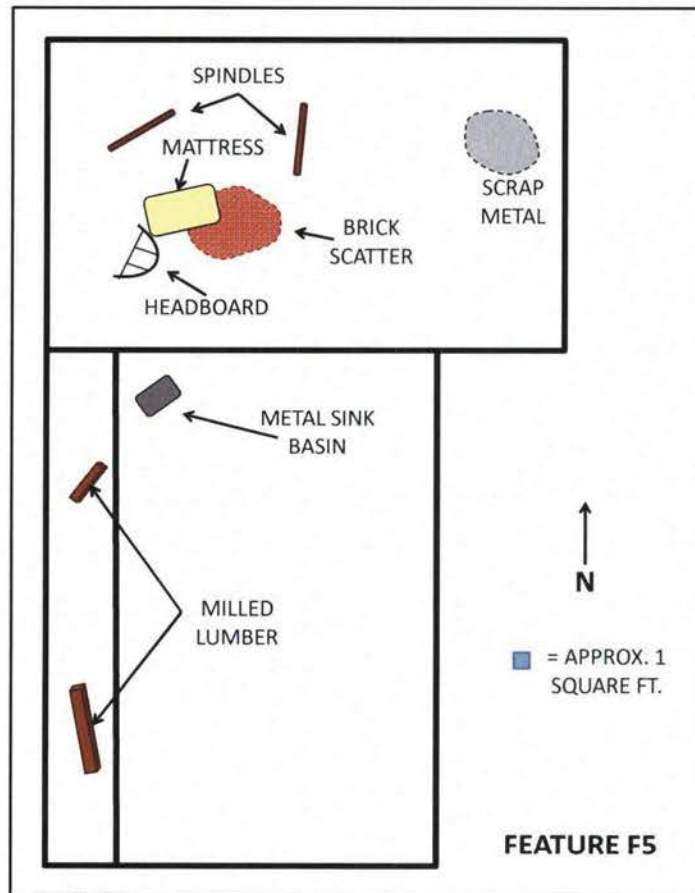 SPINDLES
MATTRESS
SCRAP
METAL
BRICK
SCATTER
HEADBOARD
METAL SINK
BASIN
N
MILLED
LUMBER
= APPROX. 1
SQUARE FT.
FEATURE F5